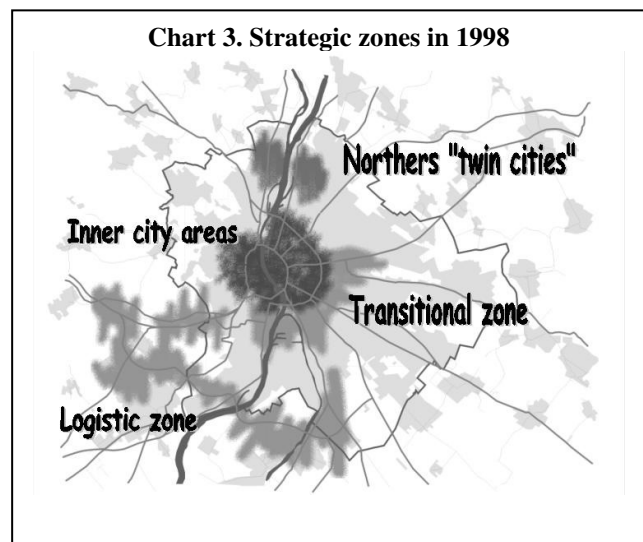 Chart 3. Strategic zones in 1998
Northers "twin cities"
Inner city areas
Transitional zone
Logistic zone